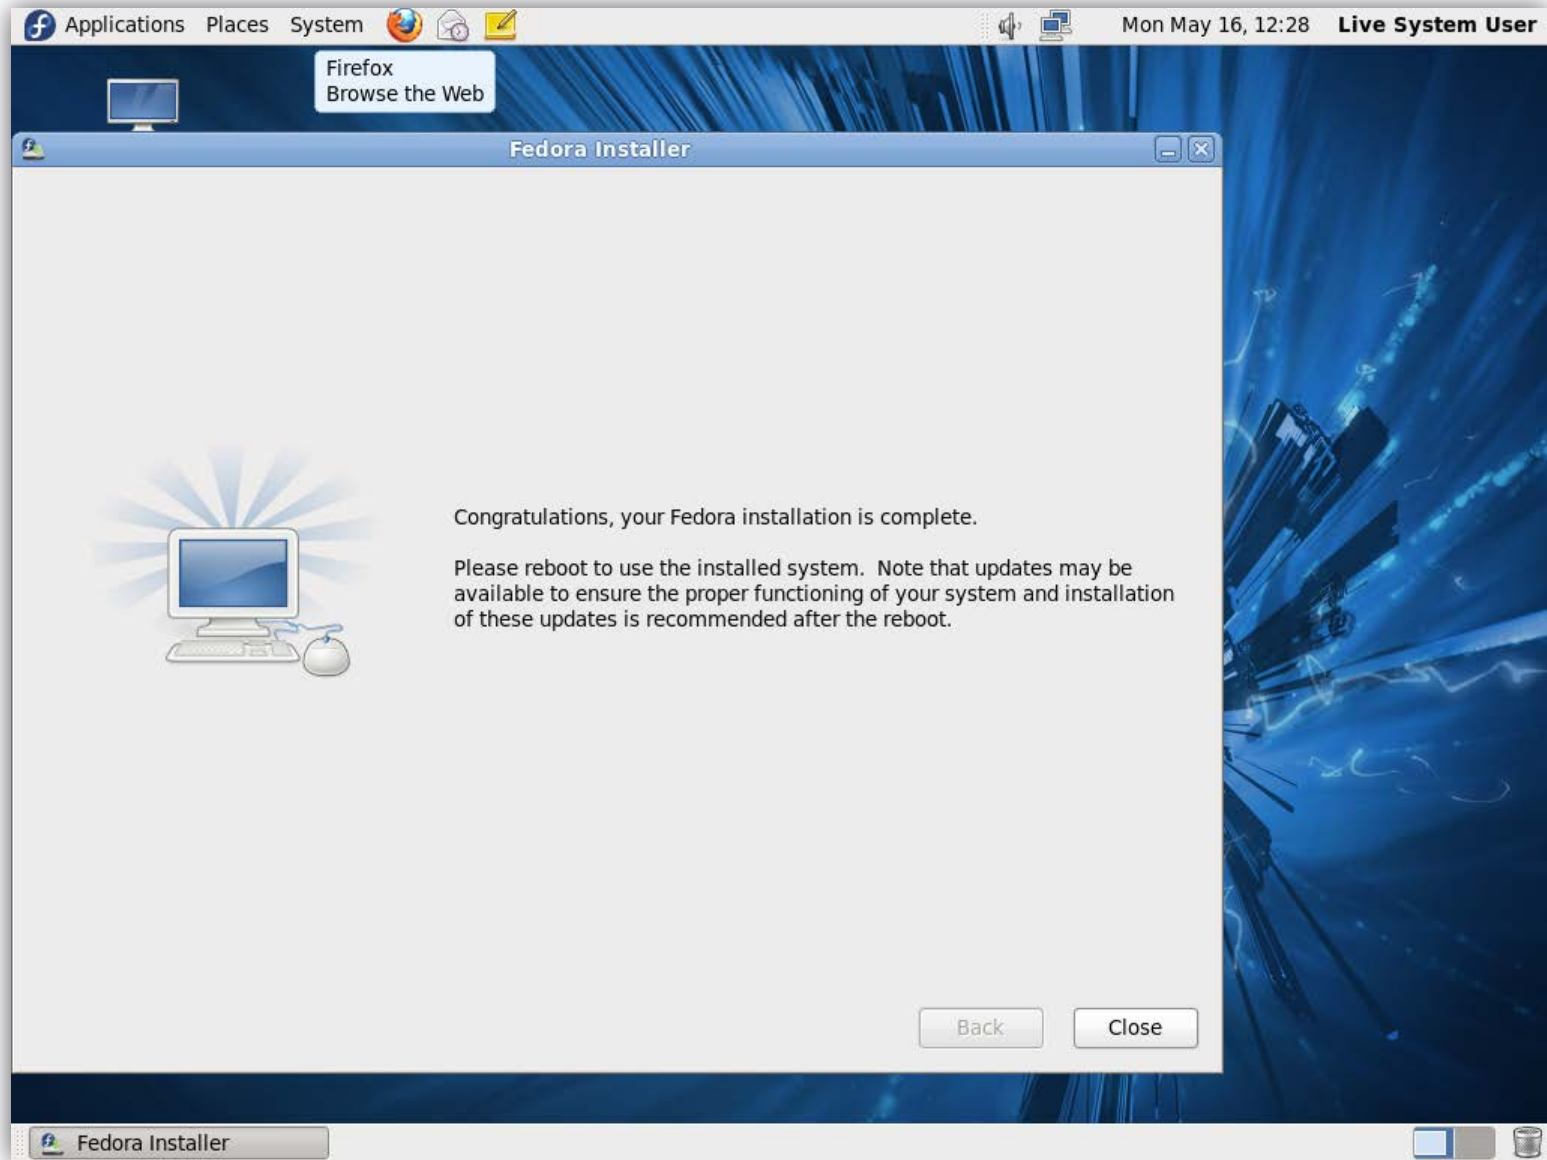 Applications Places System Mon May 16, 12:28 Live System User
Firefox
Browse the Web
Fedora Installer
Congratulations, your Fedora installation is complete.
Please reboot to use the installed system. Note that updates may be
available to ensure the proper functioning of your system and installation
of these updates is recommended after the reboot.
Back Close
Fedora Installer